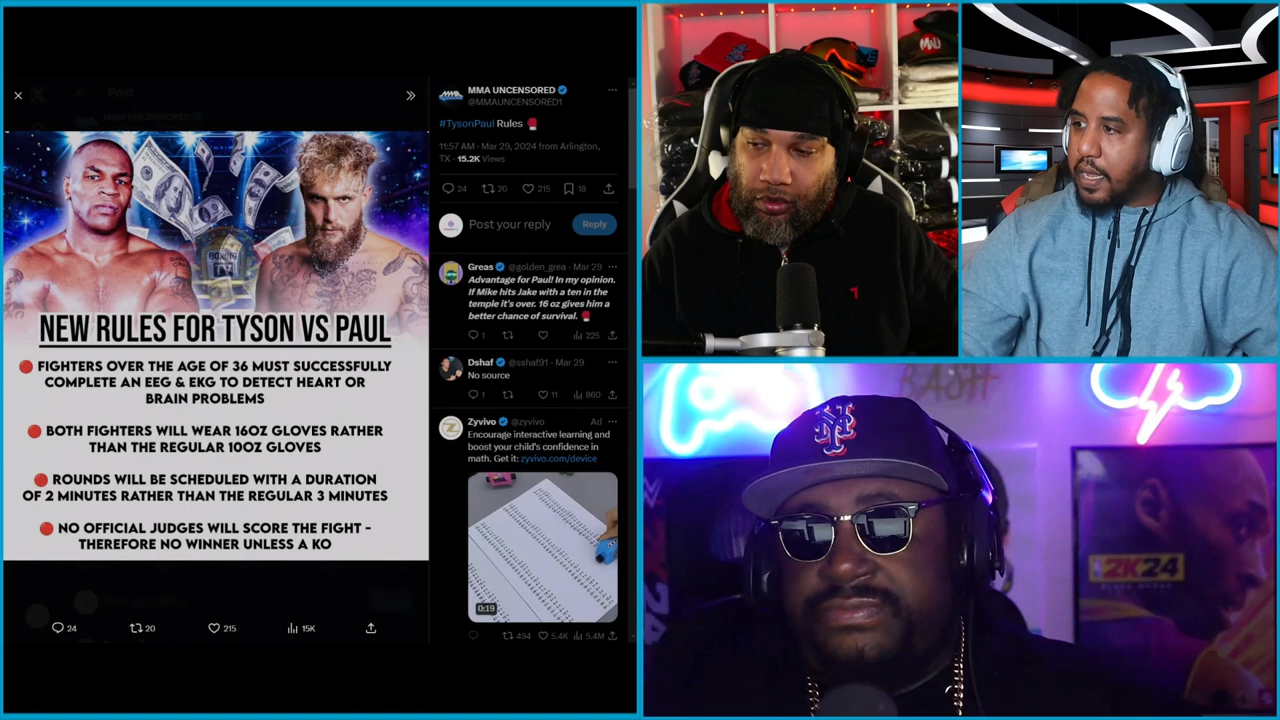 Post
NEW RULES FOR TYSON VS PAUL
FIGHTERS OVER THE AGE OF 36 MUST SUCCESSFULLY
COMPLETE AN EEG & EKG TO DETECT HEART OR
BRAIN PROBLEMS
BOTH FIGHTERS WILL WEAR 16OZ GLOVES RATHER
THAN THE REGULAR 10OZ GLOVES
ROUNDS WILL BE SCHEDULED WITH A DURATION
OF 2 MINUTES RATHER THAN THE REGULAR 3 MINUTES
NO OFFICIAL JUDGES WILL SCORE THE FIGHT -
THEREFORE NO WINNER UNLESS A KO
24 20 215 15K
MMA UNCENSORED
@MMAUNCENSORED1
#TysonPaul Rules
11:57 AM · Mar 29, 2024 from Arlington,
TX · 15.2K Views
24 20 215 18
Post your reply
Reply
Greas @golden_grea · Mar 29
Advantage for Paul! In my opinion.
If Mike hits Jake with a ten in the
temple it's over. 16 oz gives him a
better chance of survival.
1 225
Dshaf @sshaf91 · Mar 29
No source
1 11 860
Zyvivo @zyvivo Ad
Encourage interactive learning and
boost your child's confidence in
math. Get it: zyvivo.com/device
0:19
494 5.4K 5.4M
NY
BASH
2K24